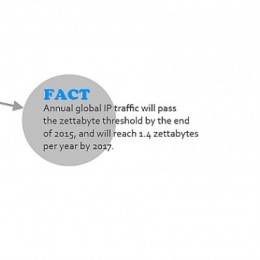 FACT
Annual global IP traffic will pass
the zettabyte threshold by the end
of 2015, and will reach 1.4 zettabytes
per year by 2017.